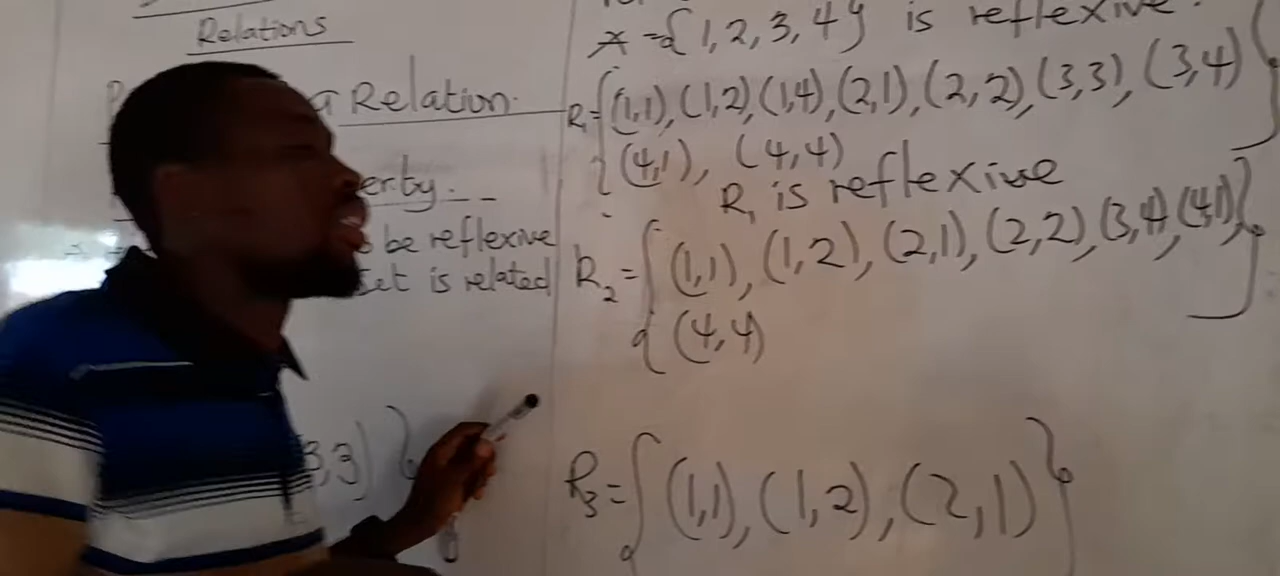 Relations
a Relation.
erty.
be reflexive
set is related
3,3) }
X = {1, 2, 3, 4} is reflexive.
R₁ = {(1,1), (1,2) (1,4), (2,1), (2,2), (3,3), (3,4)
(4,1), (4,4) }
R₁ is reflexive
R₂ = {(1,1), (1,2), (2,1), (2,2), (3,4), (4,1),
(4,4) }
R₃ = {(1,1), (1,2), (2,1)}